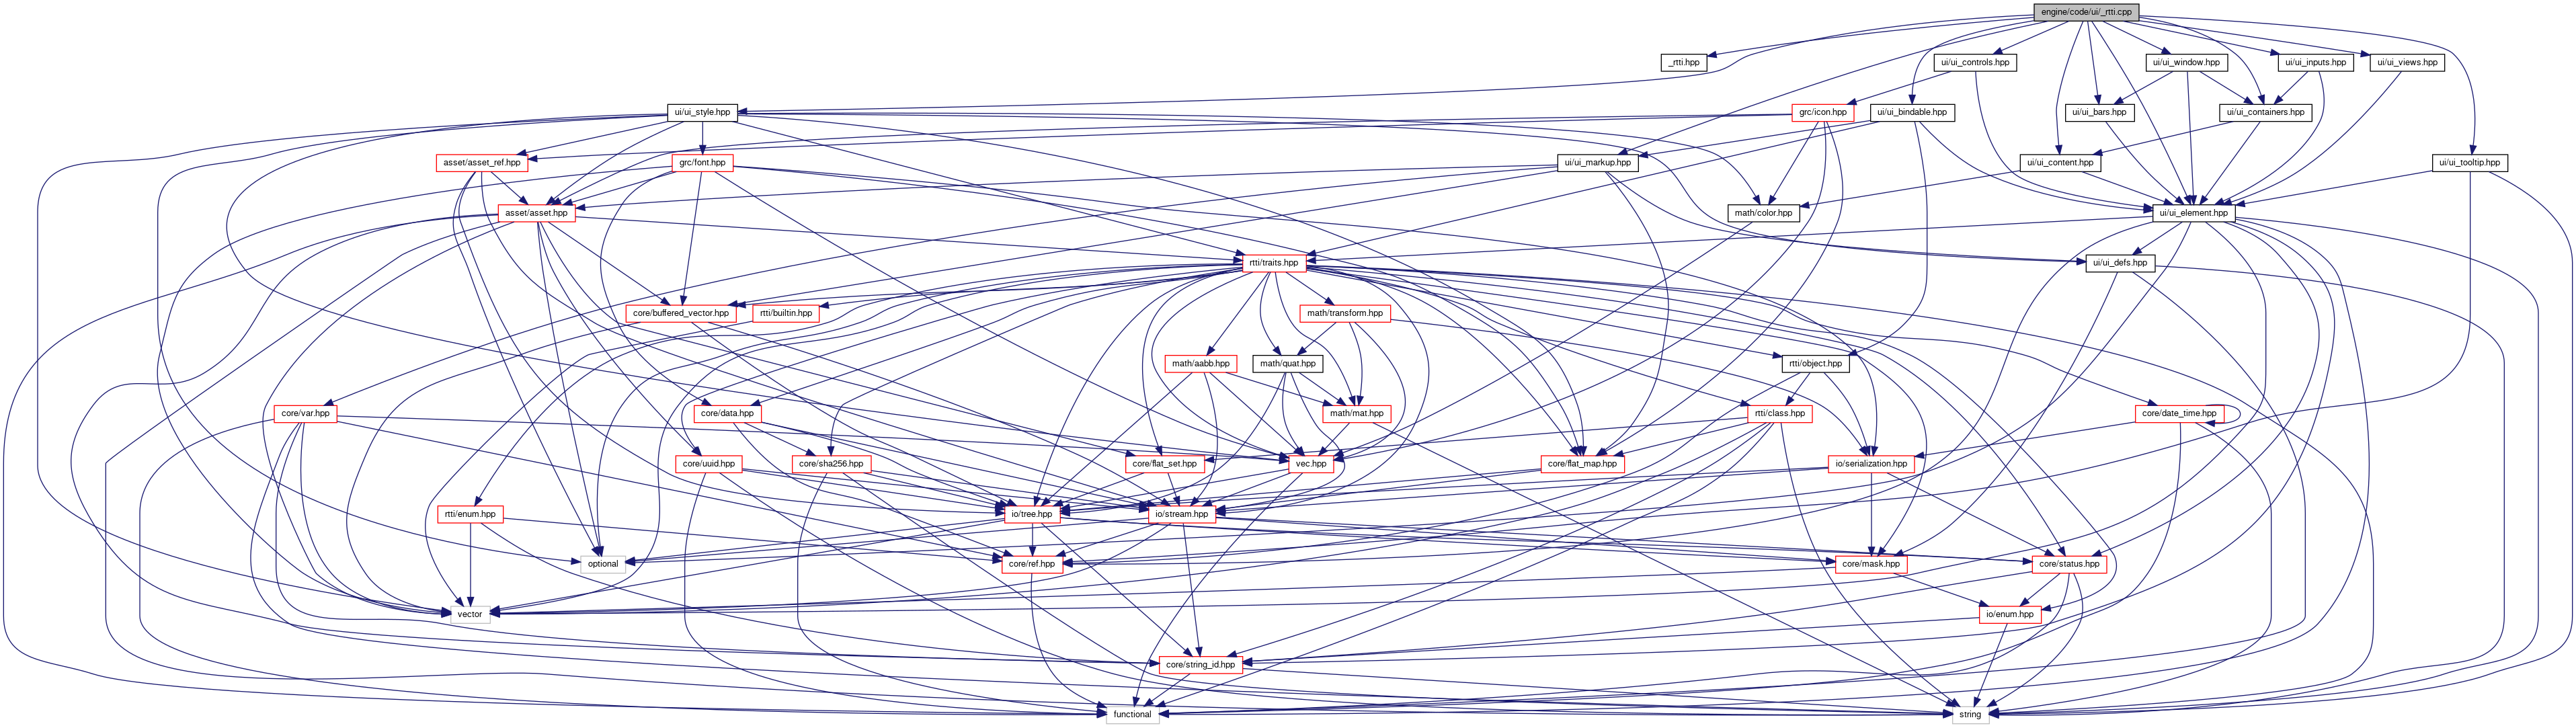 engine/code/ui/_rtti.cpp
_rtti.hpp
ui/ui_controls.hpp
ui/ui_window.hpp
ui/ui_inputs.hpp
ui/ui_views.hpp
ui/ui_style.hpp
grc/icon.hpp
ui/ui_bindable.hpp
ui/ui_bars.hpp
ui/ui_containers.hpp
asset/asset_ref.hpp
grc/font.hpp
ui/ui_markup.hpp
ui/ui_content.hpp
ui/ui_tooltip.hpp
asset/asset.hpp
math/color.hpp
ui/ui_element.hpp
rtti/traits.hpp
ui/ui_defs.hpp
core/buffered_vector.hpp
rtti/builtin.hpp
math/transform.hpp
math/aabb.hpp
math/quat.hpp
rtti/object.hpp
core/var.hpp
core/data.hpp
math/mat.hpp
rtti/class.hpp
core/date_time.hpp
core/uuid.hpp
core/sha256.hpp
core/flat_set.hpp
vec.hpp
core/flat_map.hpp
io/serialization.hpp
rtti/enum.hpp
io/tree.hpp
io/stream.hpp
optional
core/ref.hpp
core/mask.hpp
core/status.hpp
vector
io/enum.hpp
core/string_id.hpp
functional
string